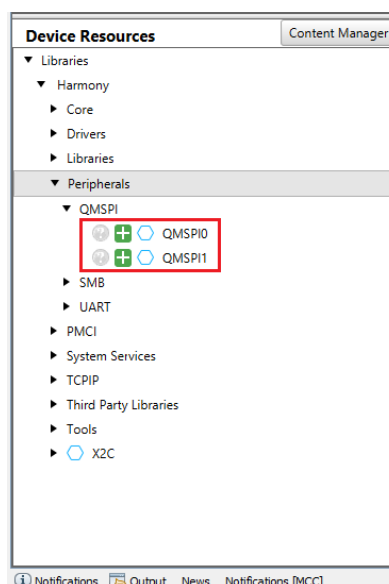 Device Resources
Content Manager
Libraries
Harmony
Core
Drivers
Libraries
Peripherals
QMSPI
QMSPI0
QMSPI1
SMB
UART
PMCI
System Services
TCPIP
Third Party Libraries
Tools
X2C
Notifications Output News Notifications [MCC]